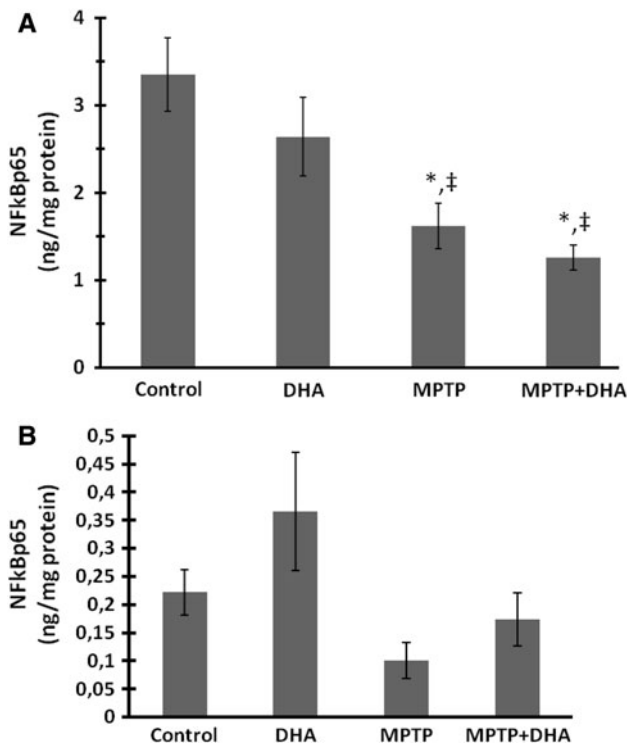 A
NFkBp65
(ng/mg protein)
4
3
2
1
0
*,‡
*,‡
Control DHA MPTP MPTP+DHA
B
NFkBp65
(ng/mg protein)
0,5
0,45
0,4
0,35
0,3
0,25
0,2
0,15
0,1
0,05
0
Control DHA MPTP MPTP+DHA